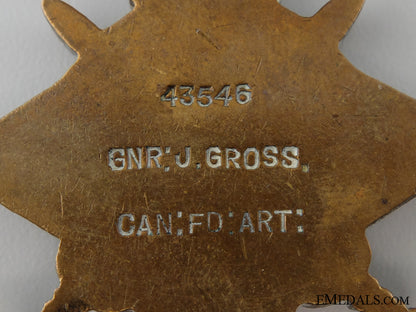 43546
GNR:J.GROSS.
CAN:FD:ART:
EMEDALS.COM